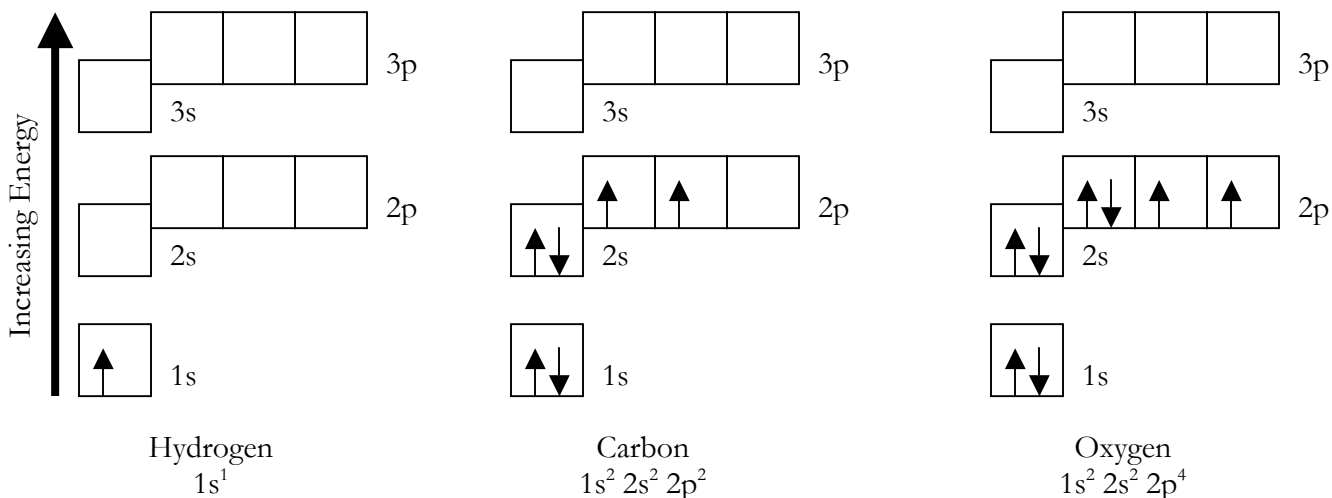 Increasing Energy
3p
3s
2p
2s
1s
Hydrogen
1s¹
3p
3s
2p
2s
1s
Carbon
1s² 2s² 2p²
3p
3s
2p
2s
1s
Oxygen
1s² 2s² 2p⁴